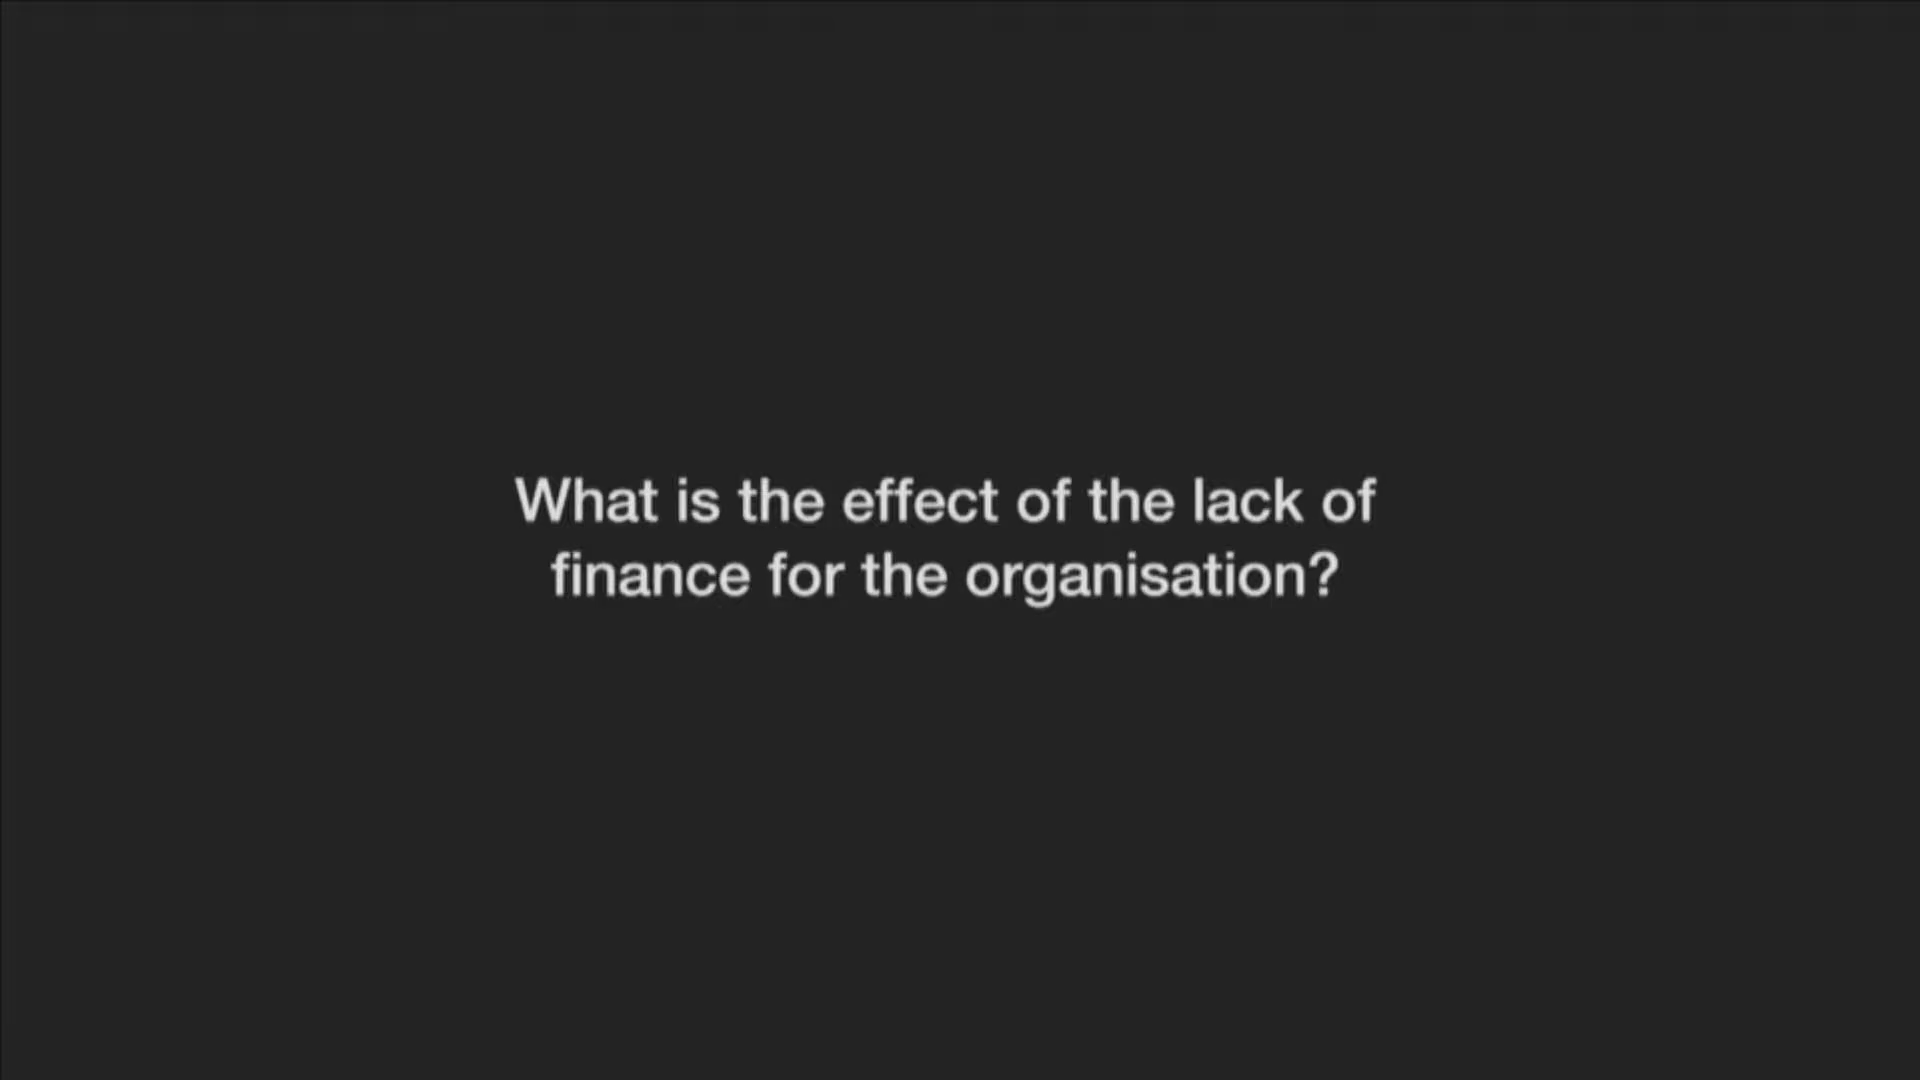 What is the effect of the lack of
finance for the organisation?